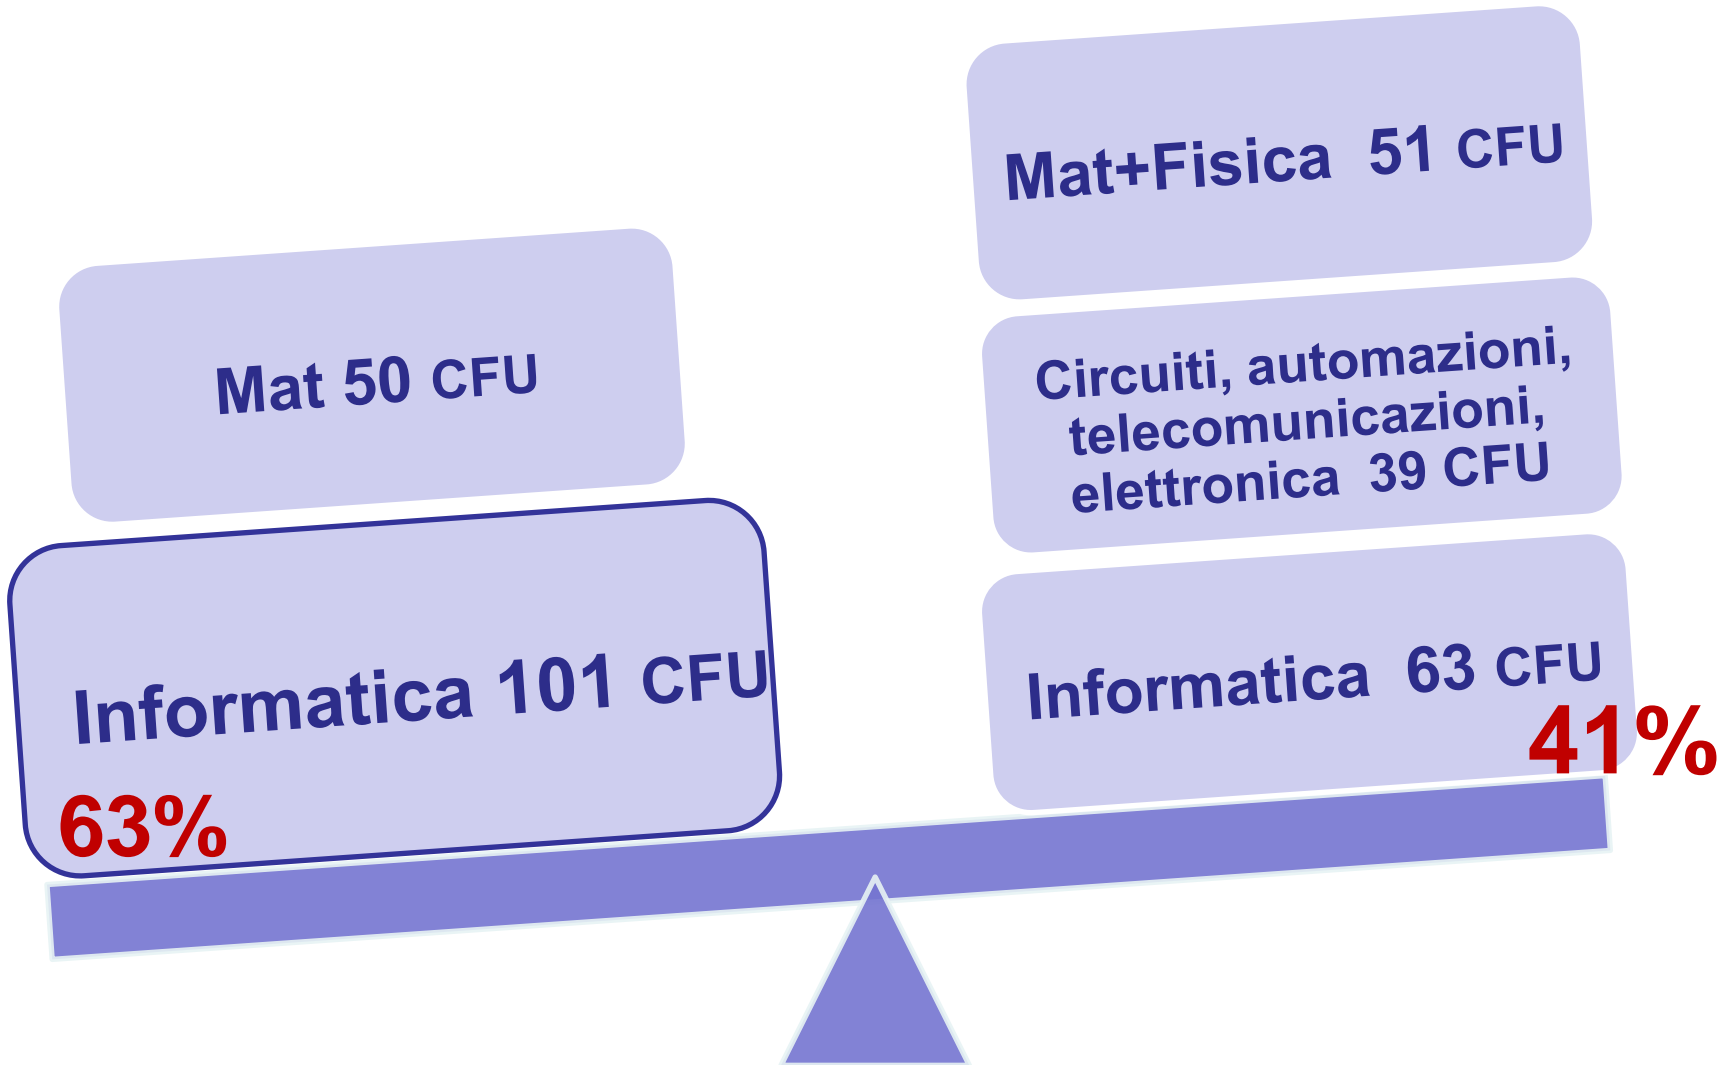 Mat 50 CFU
Informatica 101 CFU
63%
Mat+Fisica 51 CFU
Circuiti, automazioni,
telecomunicazioni,
elettronica 39 CFU
Informatica 63 CFU
41%